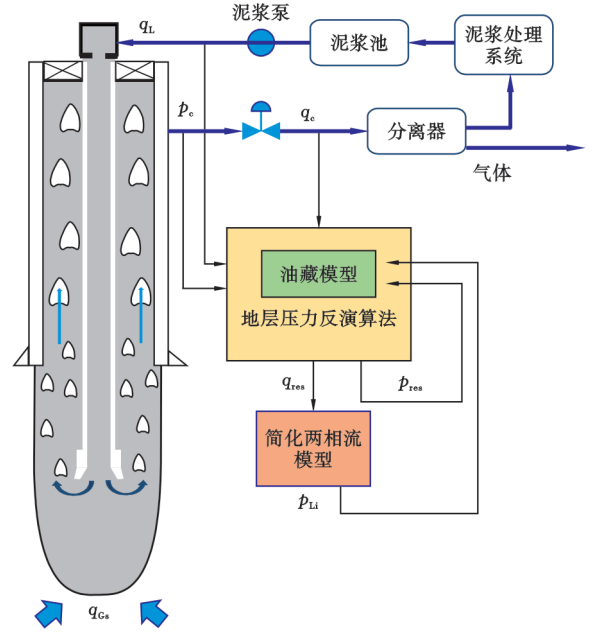 泥浆泵
q_L
泥浆池
泥浆处理
系统
p_c
q_c
分离器
气体
油藏模型
地层压力反演算法
q_res
p_res
简化两相流
模型
p_Li
q_Gs